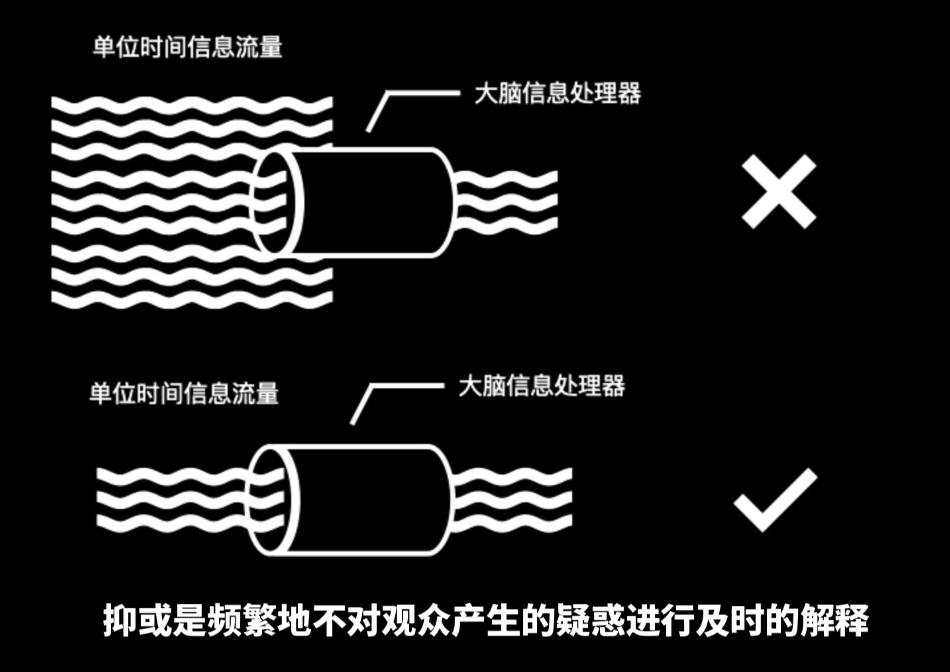 单位时间信息流量
大脑信息处理器
单位时间信息流量
大脑信息处理器
抑或是频繁地不对观众产生的疑惑进行及时的解释